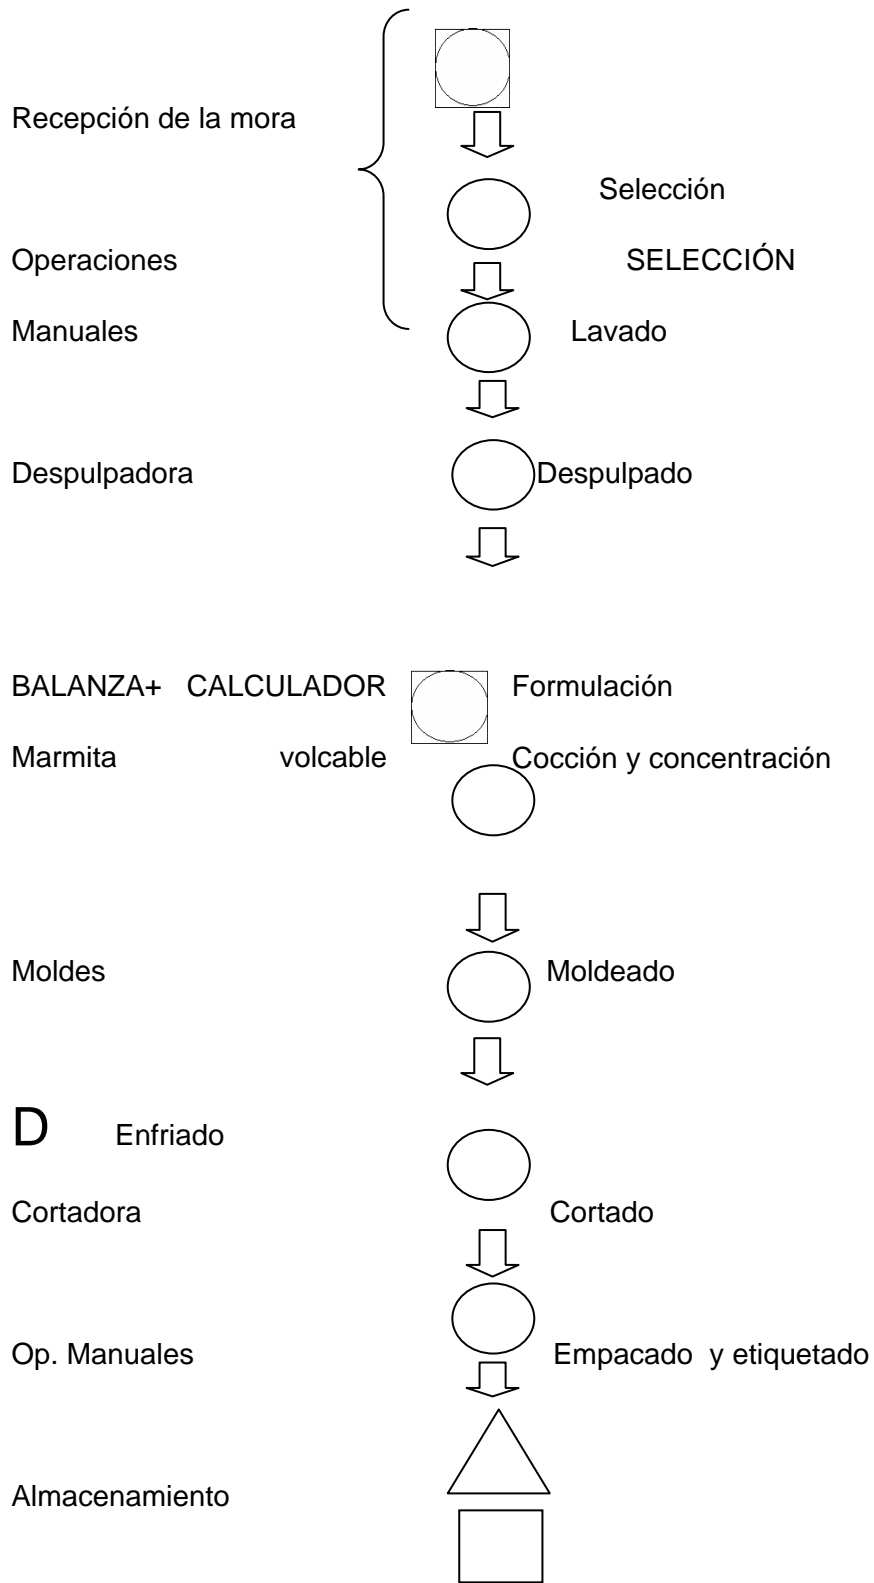 Recepción de la mora
Selección
Operaciones SELECCIÓN
Manuales Lavado
Despulpadora Despulpado
BALANZA+ CALCULADOR Formulación
Marmita volcable Cocción y concentración
Moldes Moldeado
D Enfriado
Cortadora Cortado
Op. Manuales Empacado y etiquetado
Almacenamiento